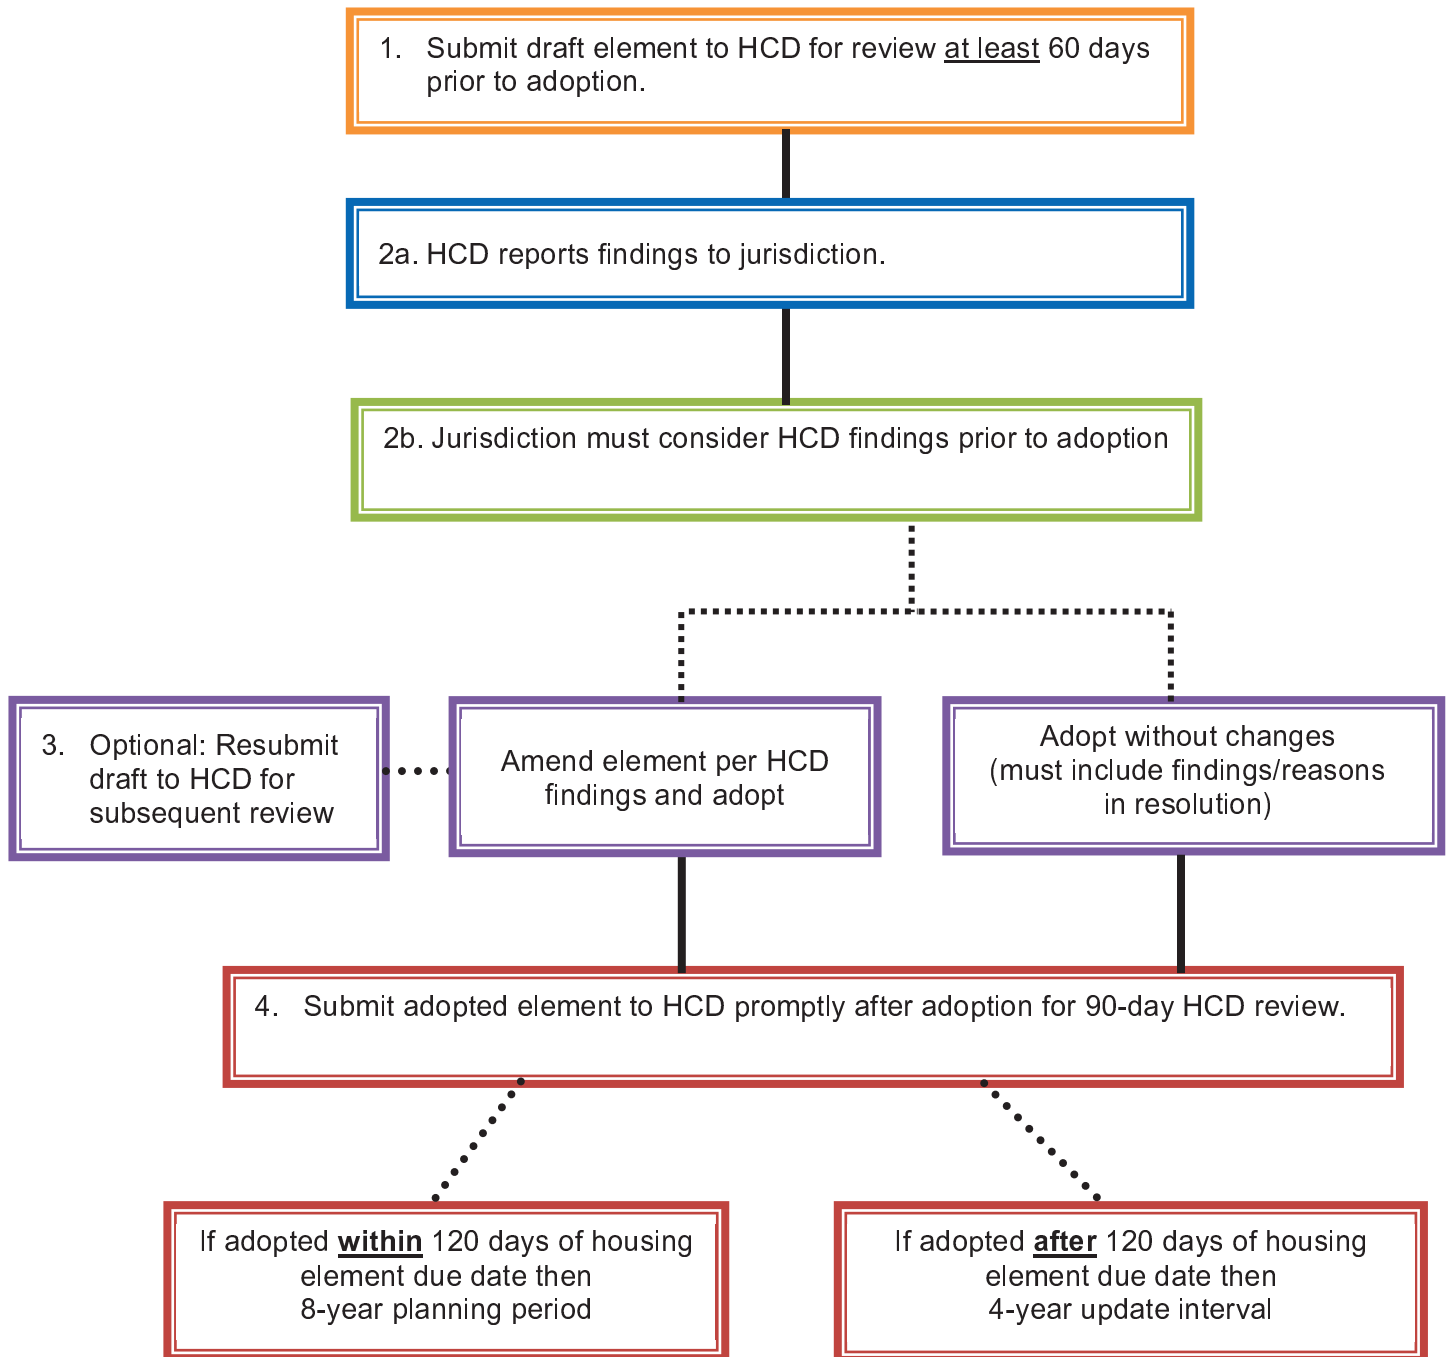 1. Submit draft element to HCD for review at least 60 days
prior to adoption.
2a. HCD reports findings to jurisdiction.
2b. Jurisdiction must consider HCD findings prior to adoption
3. Optional: Resubmit
draft to HCD for
subsequent review
Amend element per HCD
findings and adopt
Adopt without changes
(must include findings/reasons
in resolution)
4. Submit adopted element to HCD promptly after adoption for 90-day HCD review.
If adopted within 120 days of housing
element due date then
8-year planning period
If adopted after 120 days of housing
element due date then
4-year update interval